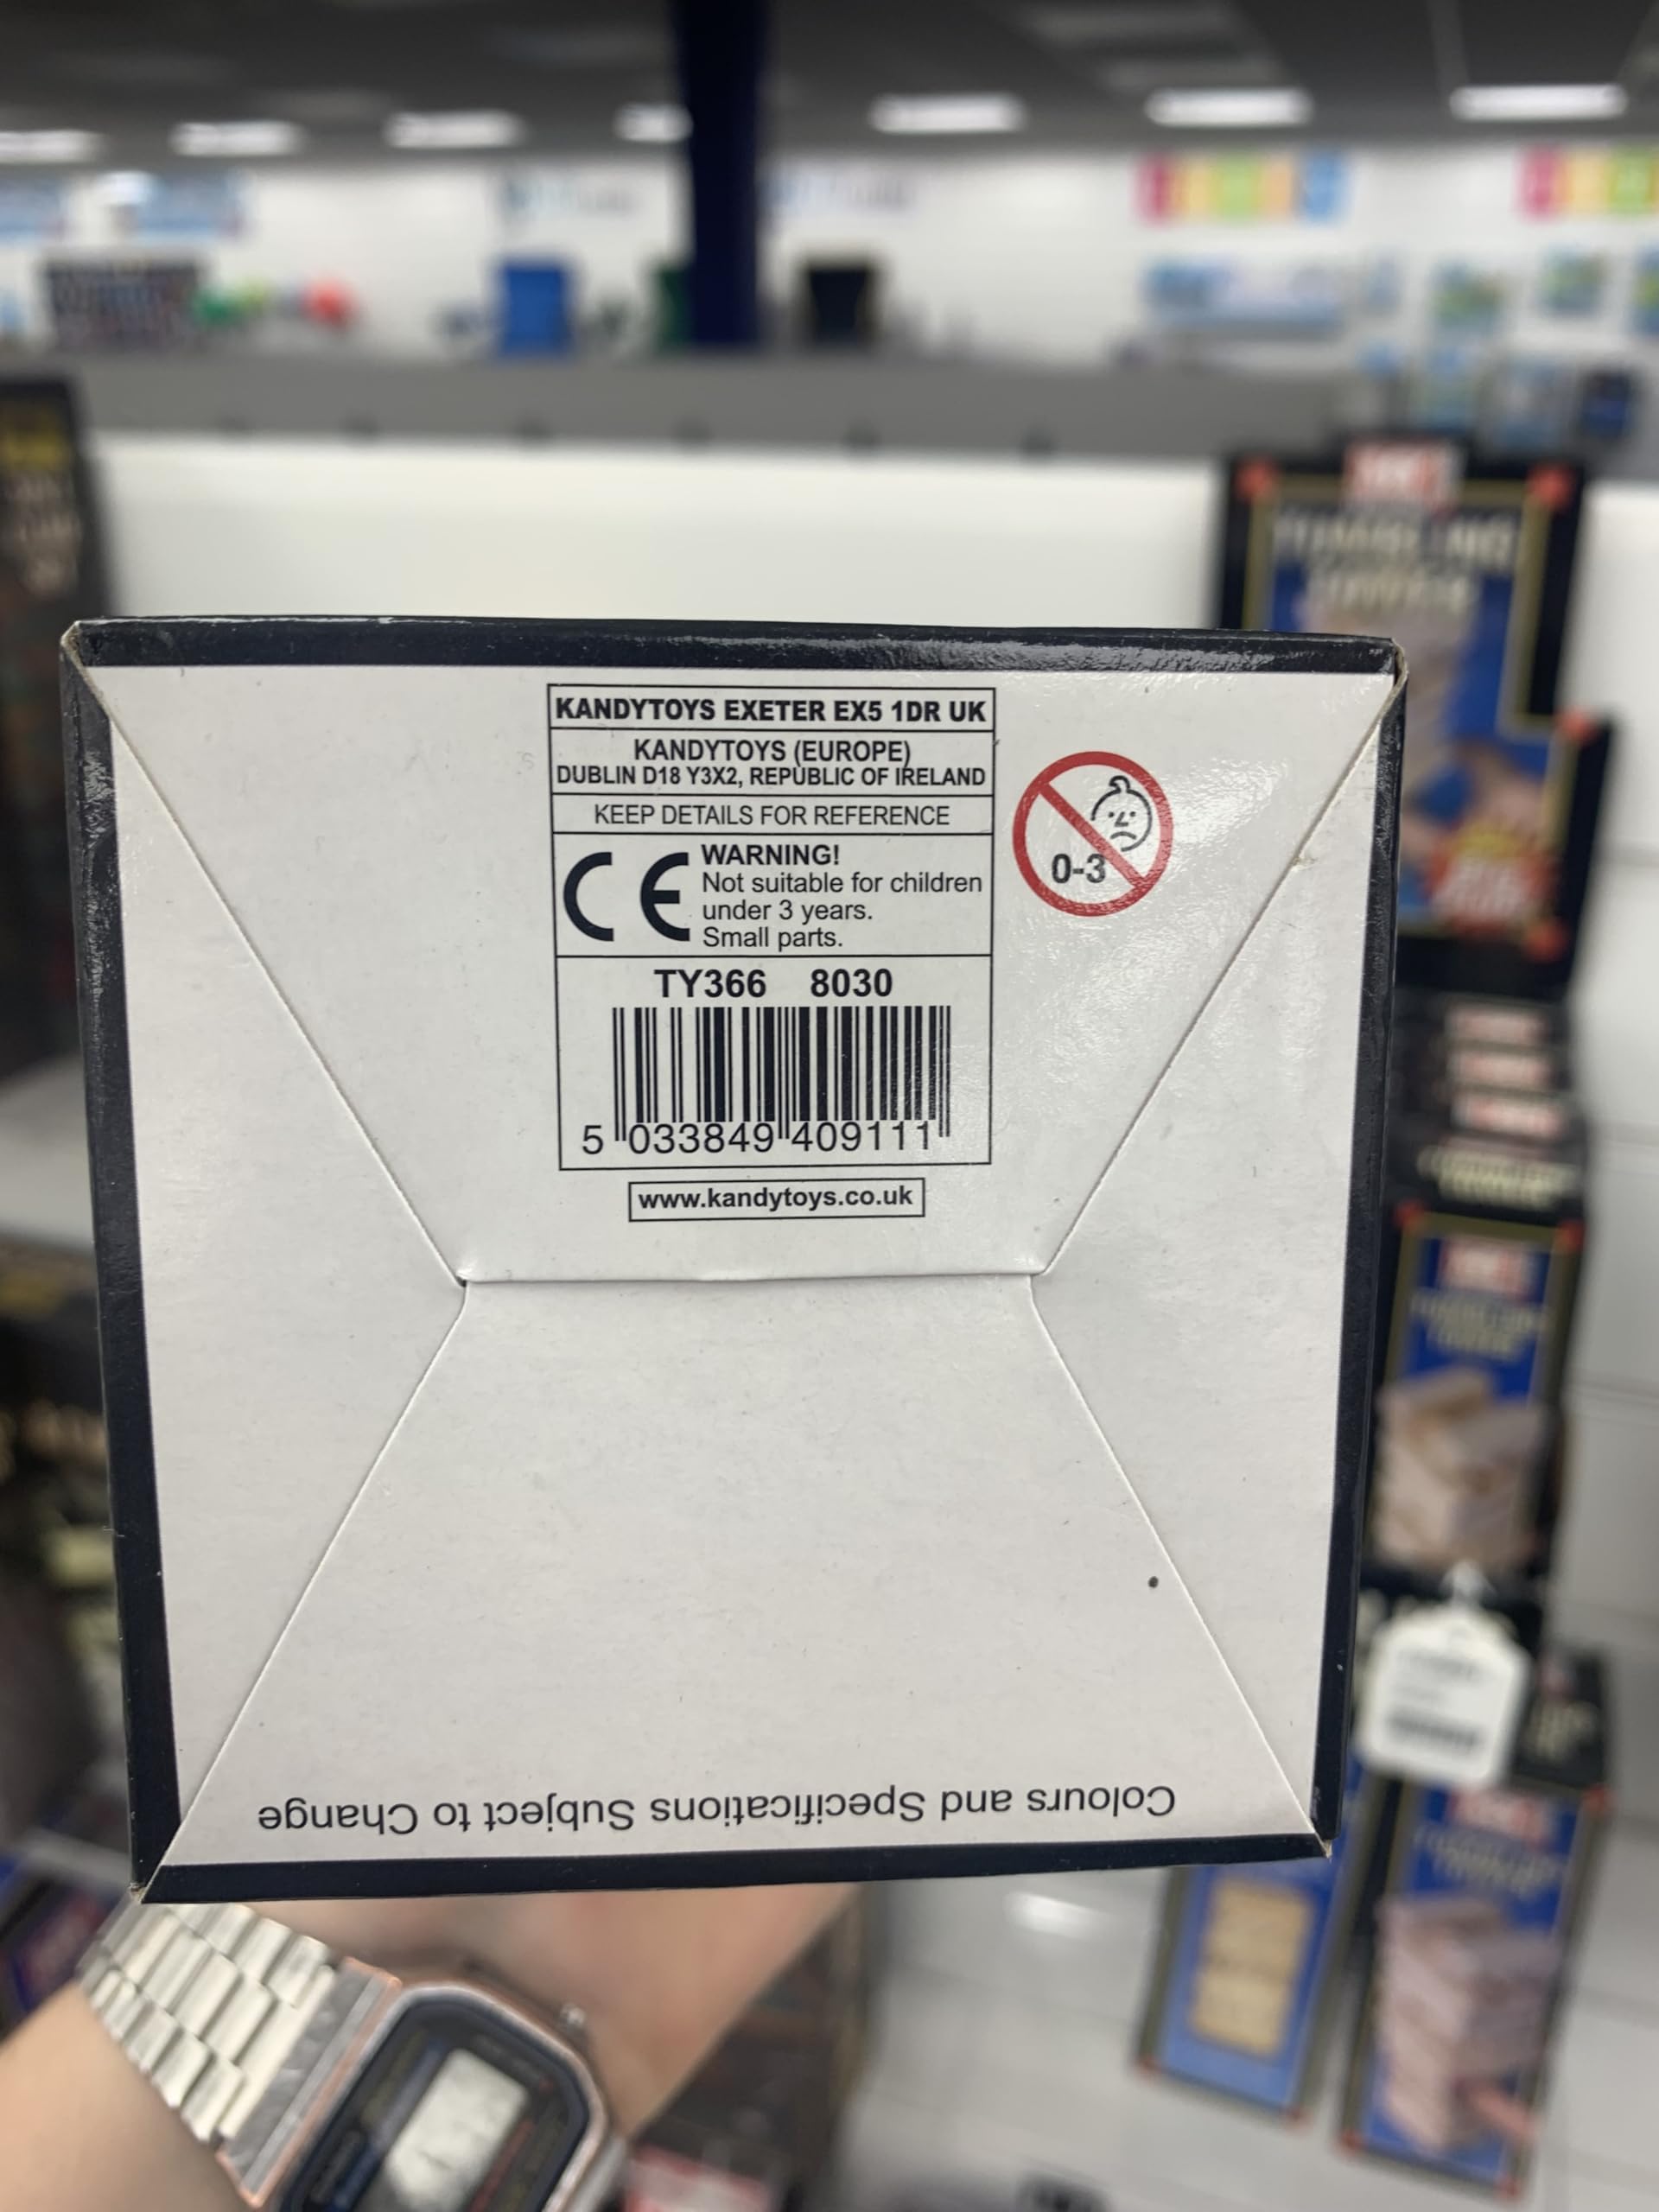 KANDYTOYS EXETER EX5 1DR UK
KANDYTOYS (EUROPE)
DUBLIN D18 Y3X2, REPUBLIC OF IRELAND
KEEP DETAILS FOR REFERENCE
CE
WARNING!
Not suitable for children
under 3 years.
Small parts.
0-3
TY366 8030
5 033849 409111
www.kandytoys.co.uk
Colours and Specifications Subject to Change